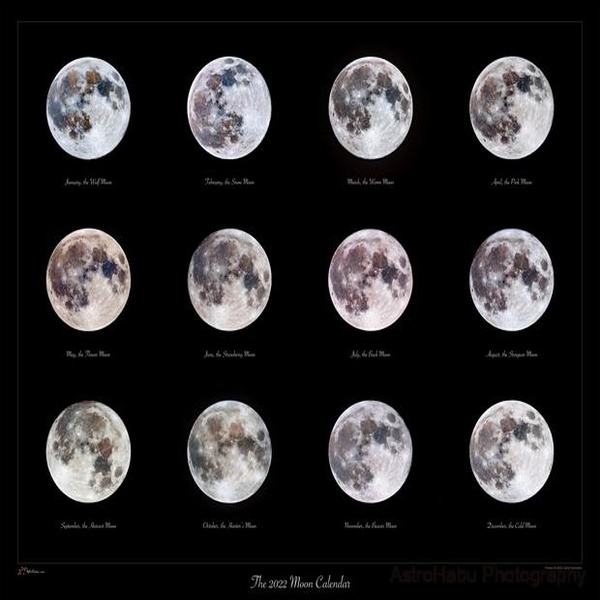 January, the Wolf Moon
February, the Snow Moon
March, the Worm Moon
April, the Pink Moon
May, the Flower Moon
June, the Strawberry Moon
July, the Buck Moon
August, the Sturgeon Moon
September, the Harvest Moon
October, the Hunter's Moon
November, the Beaver Moon
December, the Cold Moon
The 2022 Moon Calendar
AstroHabu Photography